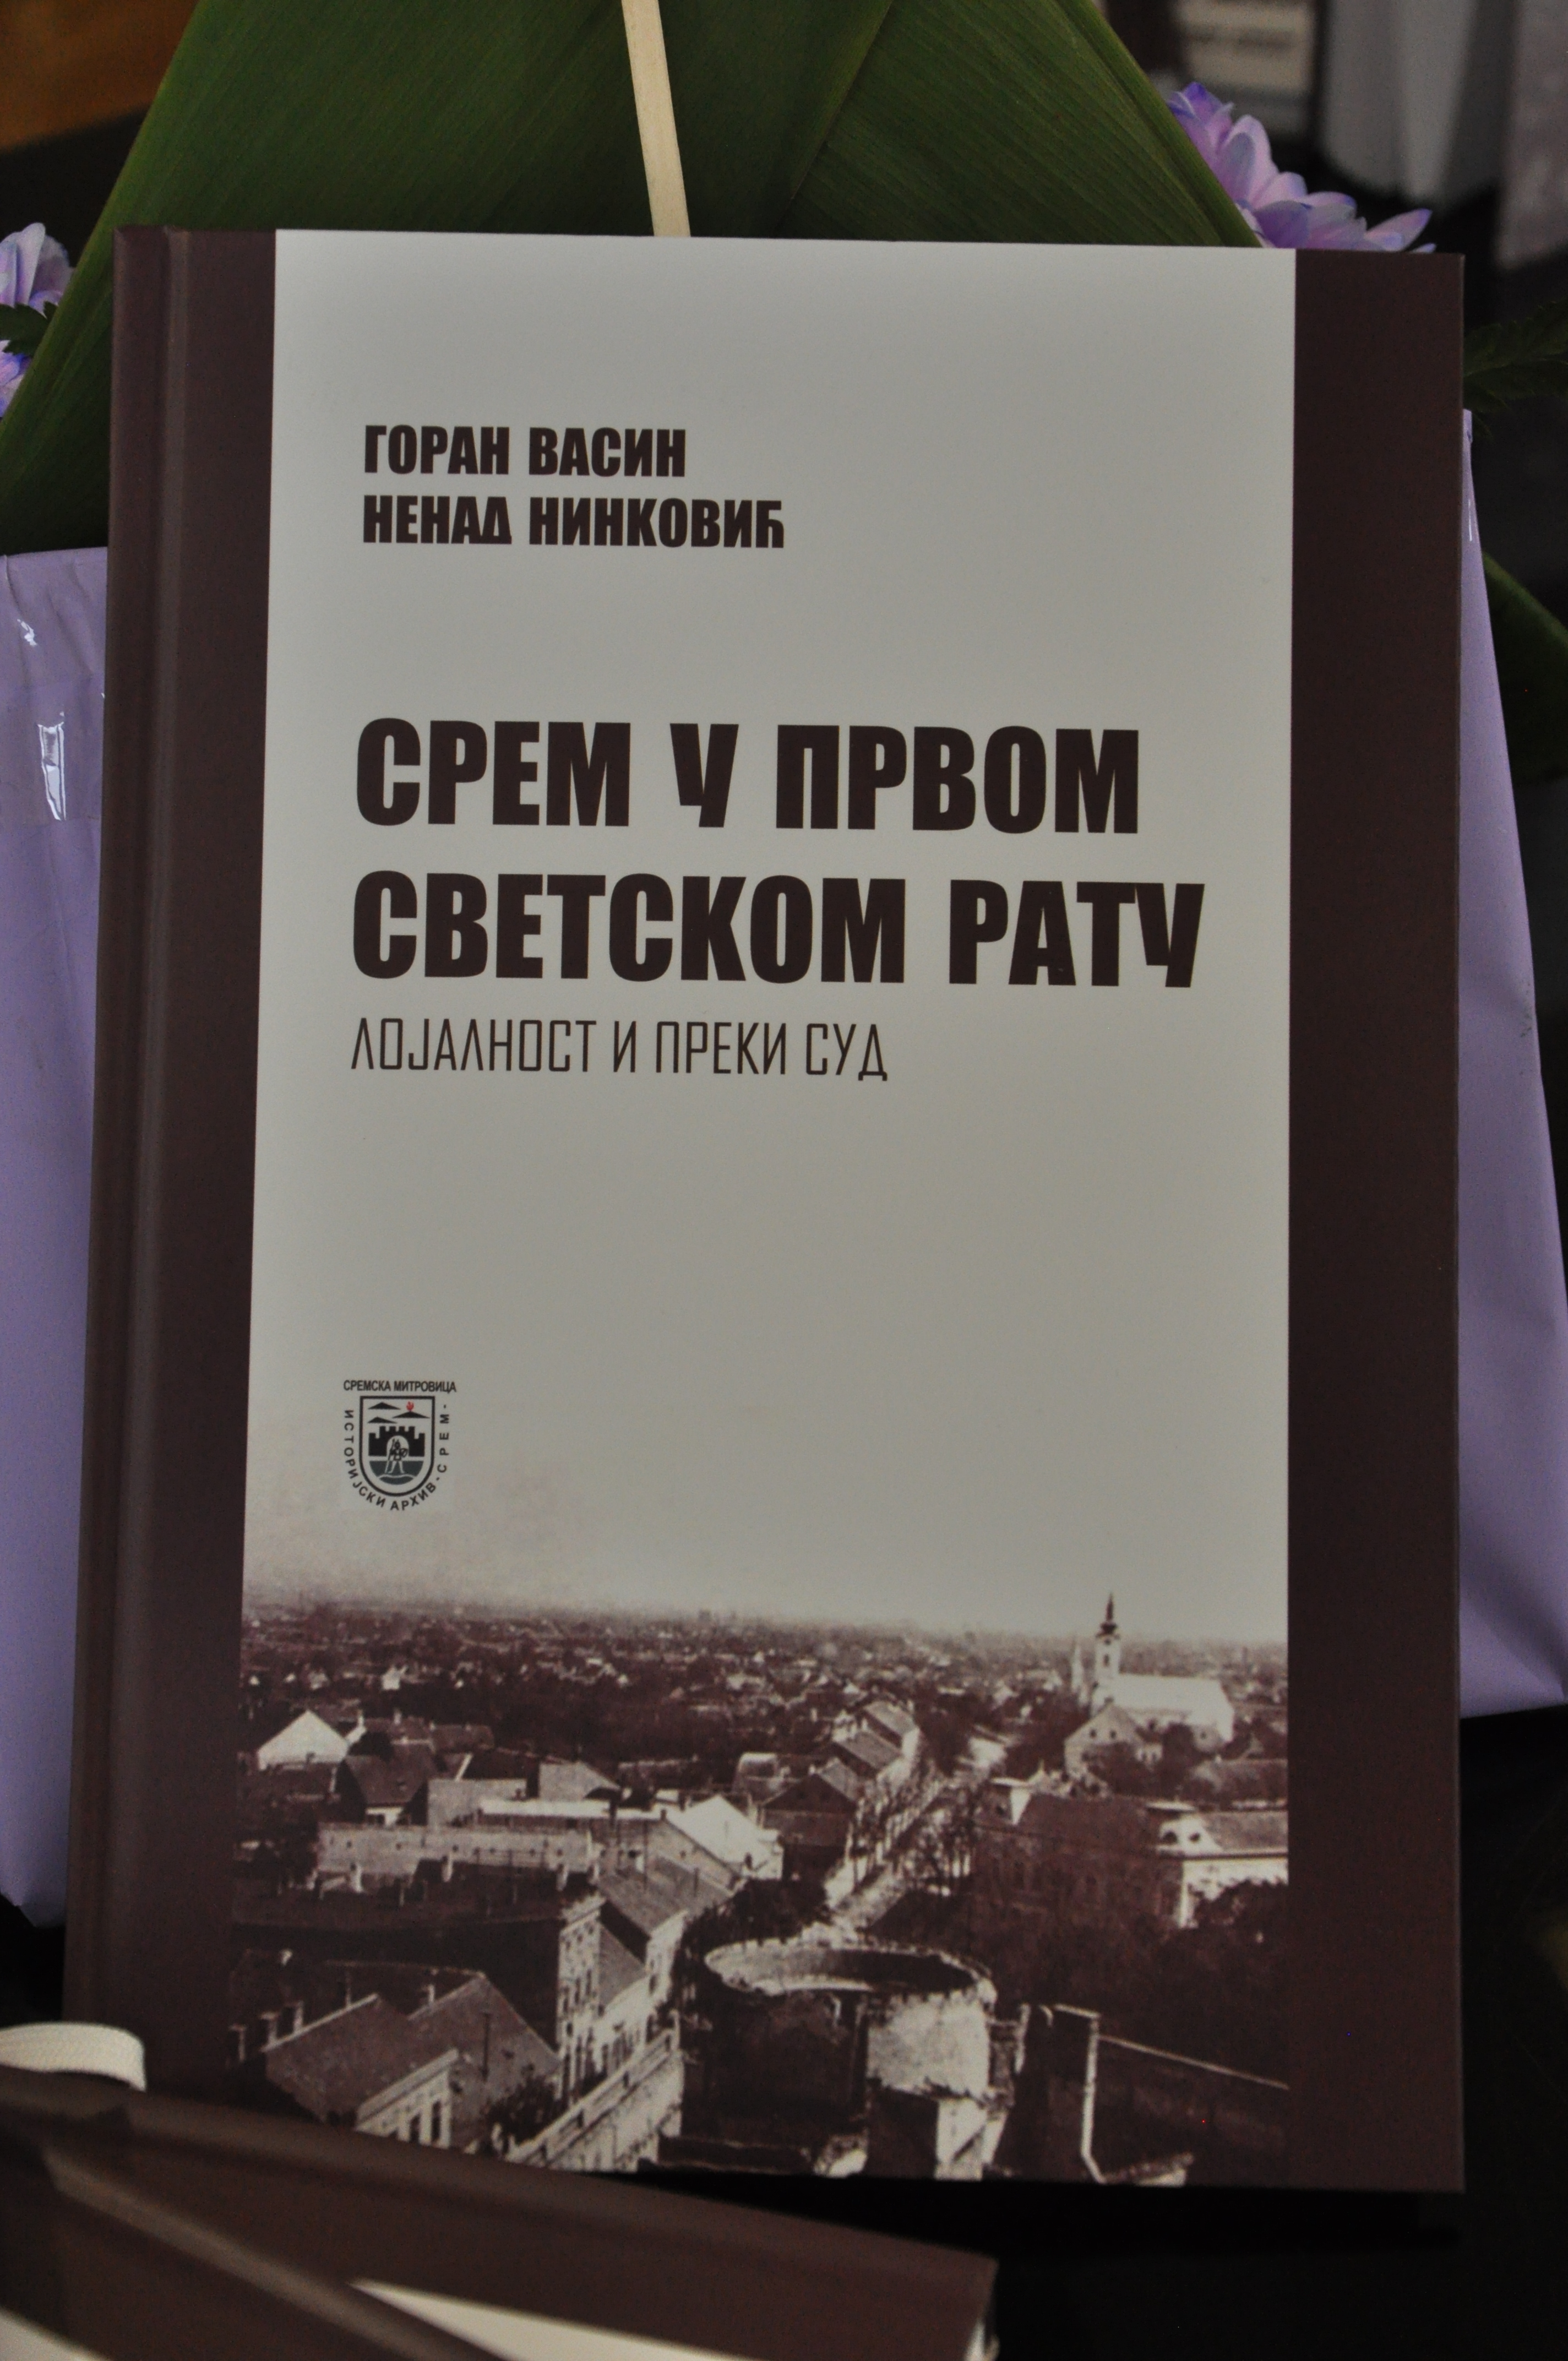 ГОРАН ВАСИН
НЕНАД НИНКОВИЋ
СРЕМ У ПРВОМ
СВЕТСКОМ РАТУ
ЛОЈАЛНОСТ И ПРЕКИ СУД
СРЕМСКА МИТРОВИЦА
ИСТОРИЈСКИ АРХИВ-СРЕМ-